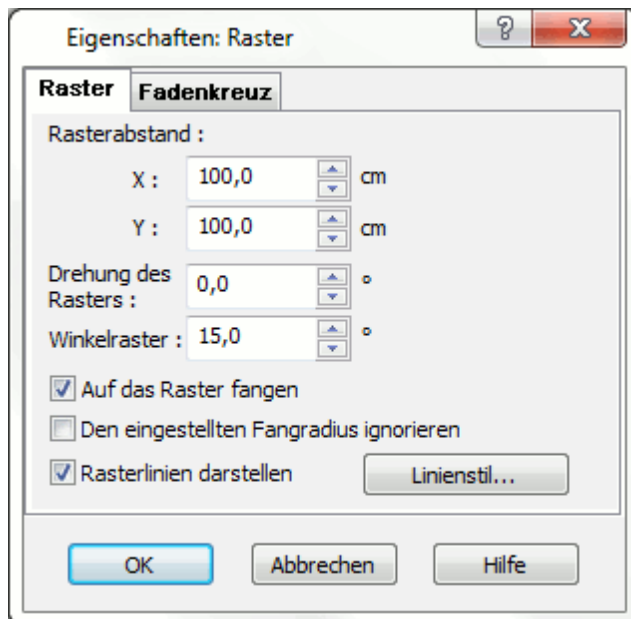 Eigenschaften: Raster
Raster Fadenkreuz
Rasterabstand :
X : 100,0 cm
Y : 100,0 cm
Drehung des
Rasters : 0,0 °
Winkelraster : 15,0 °
Auf das Raster fangen
Den eingestellten Fangradius ignorieren
Rasterlinien darstellen Linienstil...
OK Abbrechen Hilfe